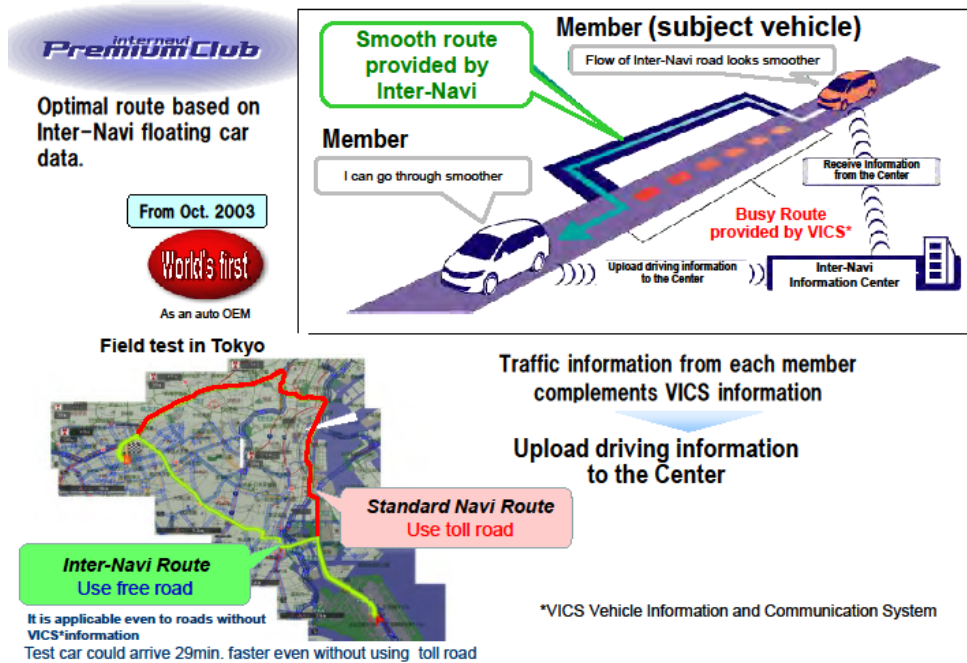 internavi
Premium Club
Optimal route based on
Inter-Navi floating car
data.
From Oct. 2003
World's first
As an auto OEM
Smooth route
provided by
Inter-Navi
Member (subject vehicle)
Flow of Inter-Navi road looks smoother
Member
I can go through smoother
Receive Information
from the Center
Busy Route
provided by VICS*
Upload driving information
to the Center
Inter-Navi
Information Center
Field test in Tokyo
Standard Navi Route
Use toll road
Inter-Navi Route
Use free road
It is applicable even to roads without
VICS*information
Test car could arrive 29min. faster even without using toll road
Traffic information from each member
complements VICS information
Upload driving information
to the Center
*VICS Vehicle Information and Communication System